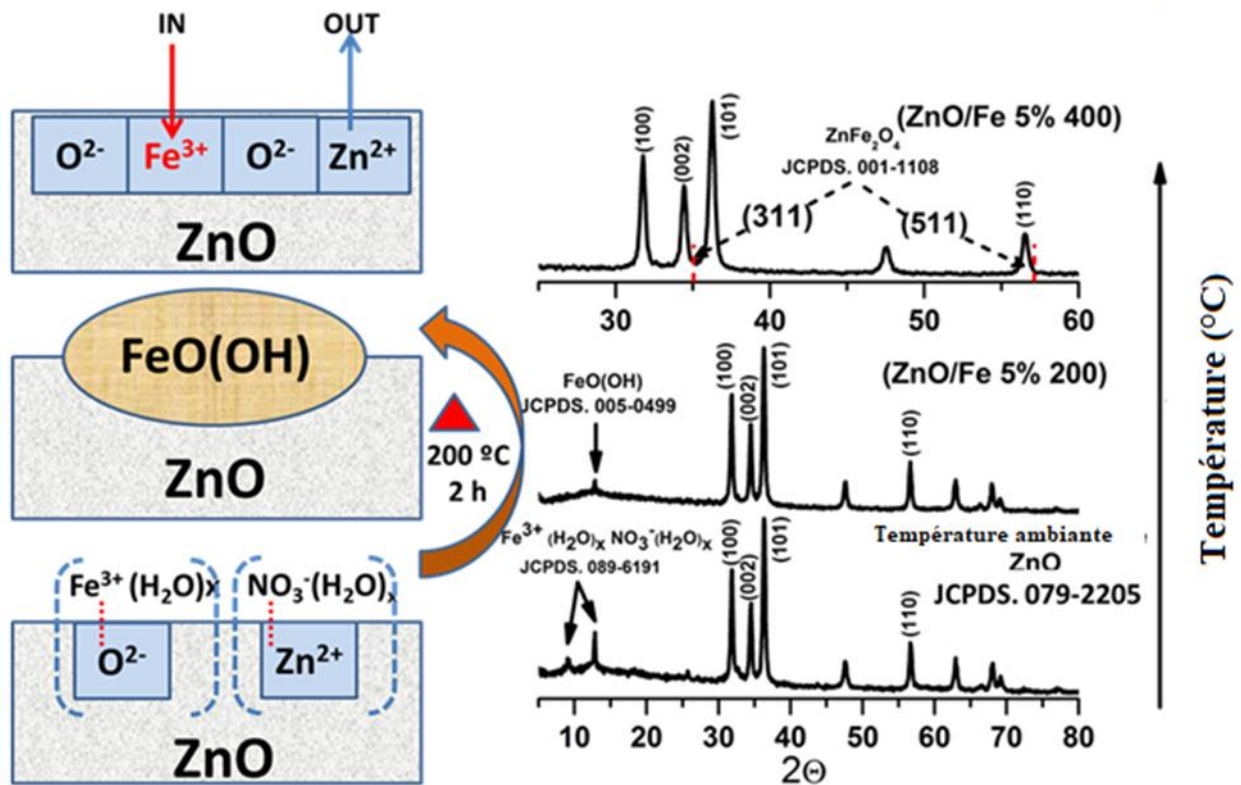 IN OUT
O²⁻ Fe³⁺ O²⁻ Zn²⁺
ZnO
FeO(OH)
ZnO
200 ºC
2 h
Fe³⁺ (H₂O)x NO₃⁻(H₂O)ₓ
O²⁻ Zn²⁺
ZnO
(100)
(002)
(101)
(ZnO/Fe 5% 400)
ZnFe₂O₄
JCPDS. 001-1108
(311)
(511)
(110)
30 40 50 60
(ZnO/Fe 5% 200)
FeO(OH)
JCPDS. 005-0499
(100)
(002)
(101)
(110)
Fe³⁺ (H₂O)ₓ NO₃⁻(H₂O)ₓ
JCPDS. 089-6191
(100)
(002)
(101)
(110)
Température ambiante
ZnO
JCPDS. 079-2205
10 20 30 40 50 60 70 80
2Θ
Température (°C)